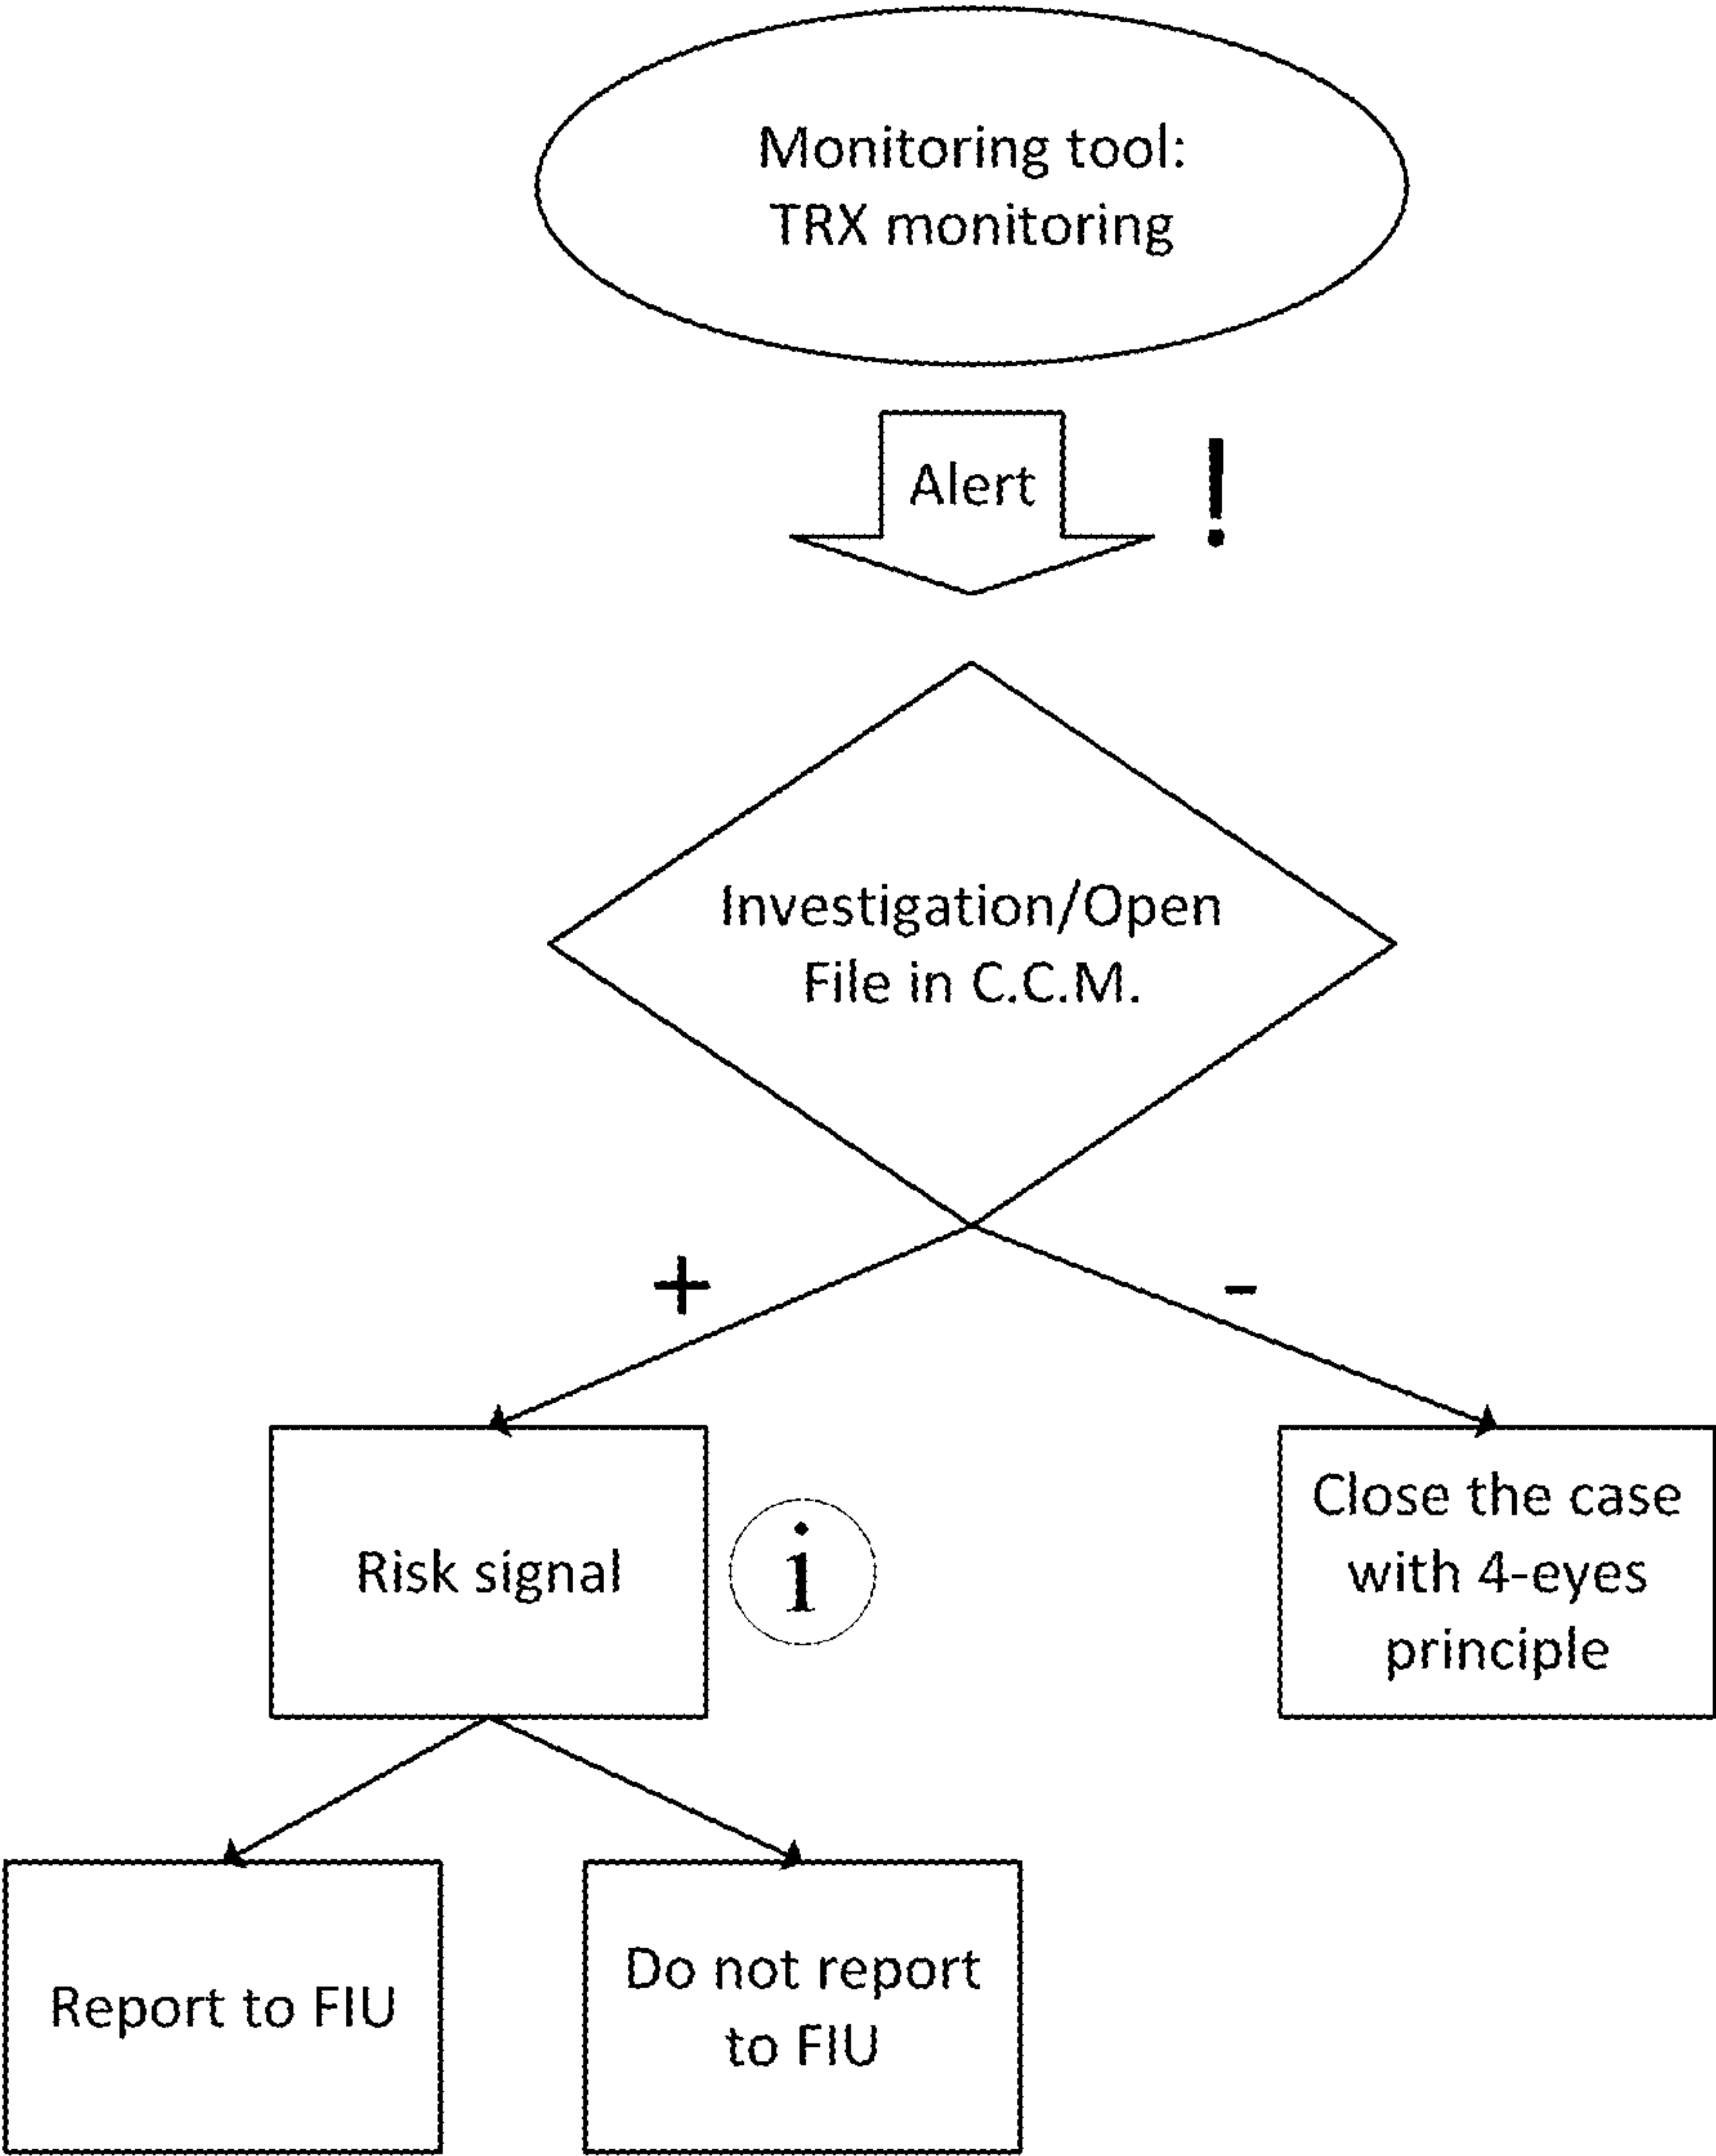 Monitoring tool:
TRX monitoring
Alert
!
Investigation/Open
File in C.C.M.
+
-
Risk signal
i
Close the case
with 4-eyes
principle
Report to FIU
Do not report
to FIU